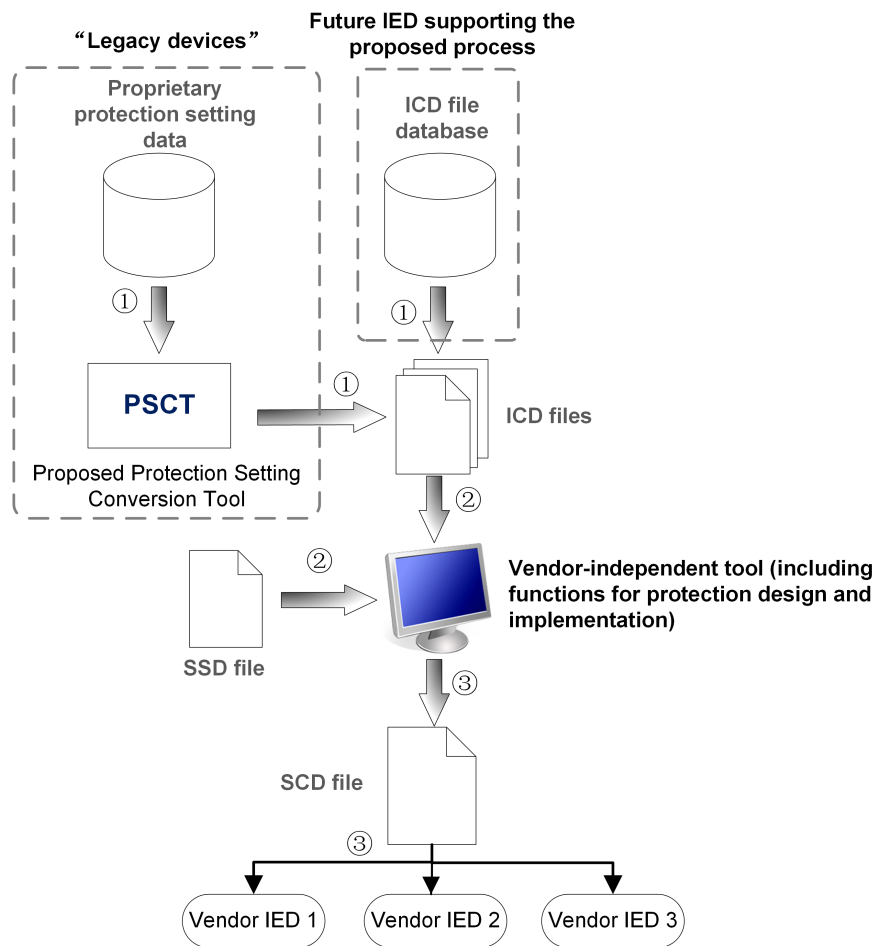 “Legacy devices”
Future IED supporting the
proposed process
Proprietary
protection setting
data
ICD file
database
①
①
PSCT
①
ICD files
Proposed Protection Setting
Conversion Tool
②
②
Vendor-independent tool (including
functions for protection design and
implementation)
SSD file
③
SCD file
③
Vendor IED 1
Vendor IED 2
Vendor IED 3